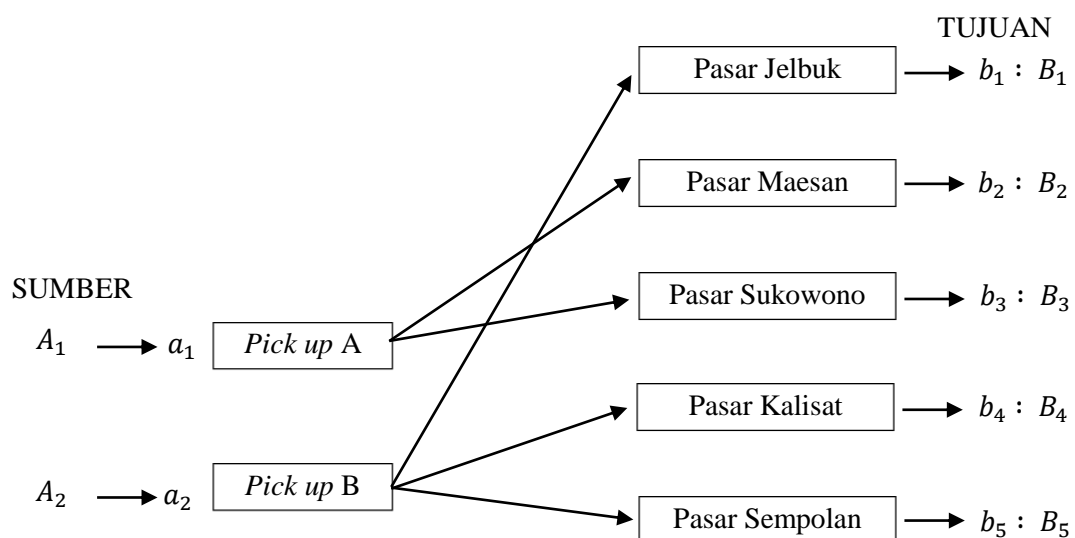 TUJUAN
Pasar Jelbuk b₁ : B₁
Pasar Maesan b₂ : B₂
SUMBER
Pasar Sukowono b₃ : B₃
A₁ a₁ Pick up A
Pasar Kalisat b₄ : B₄
A₂ a₂ Pick up B
Pasar Sempolan b₅ : B₅